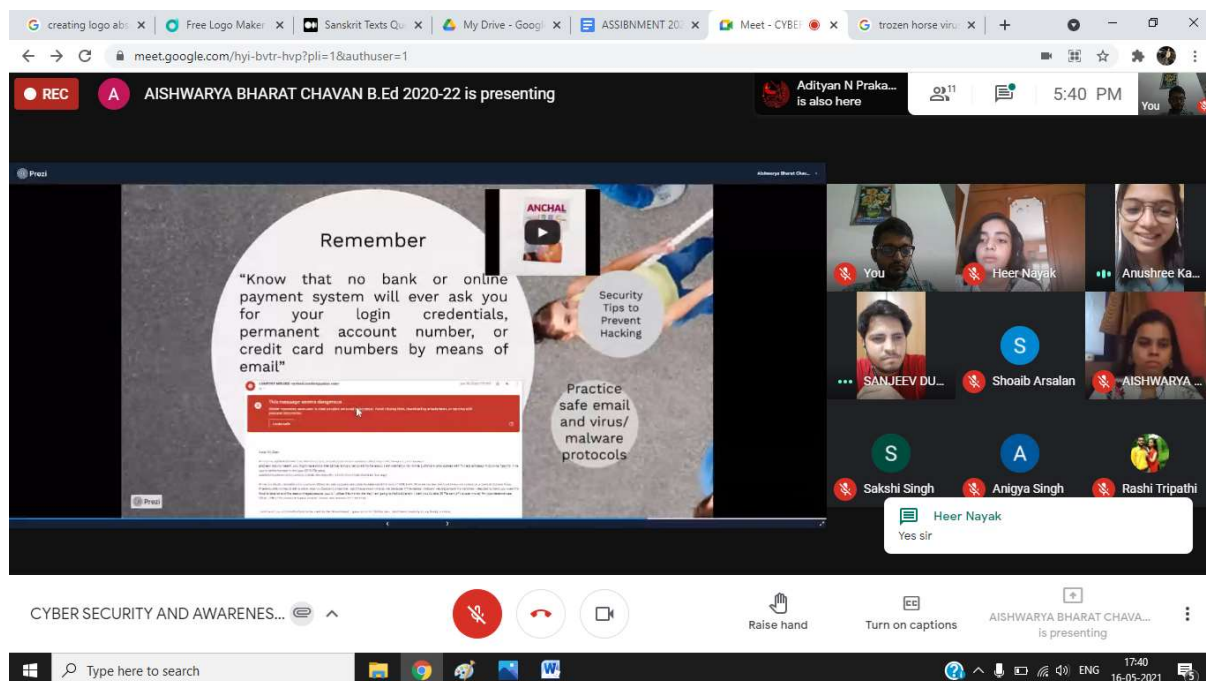 creating logo abs
Free Logo Maker
Sanskrit Texts Qu
My Drive - Googl
ASSIBNMENT 202
Meet - CYBER
trozen horse viru
meet.google.com/hyi-bvtr-hvp?pli=1&authuser=1
REC
A
AISHWARYA BHARAT CHAVAN B.Ed 2020-22 is presenting
Adityan N Praka...
is also here
11
5:40 PM
You
Prezi
Aishwarya Bharat Chav...
ANCHAL
Remember
"Know that no bank or online
payment system will ever ask you
for your login credentials,
permanent account number, or
credit card numbers by means of
email"
This message seems dangerous
Security
Tips to
Prevent
Hacking
Practice
safe email
and virus/
malware
protocols
Prezi
You
Heer Nayak
Anushree Ka...
SANJEEV DU...
S
Shoaib Arsalan
AISHWARYA ...
S
Sakshi Singh
A
Anigya Singh
Rashi Tripathi
Heer Nayak
Yes sir
CYBER SECURITY AND AWARENES...
Raise hand
Turn on captions
AISHWARYA BHARAT CHAVA...
is presenting
Type here to search
ENG
17:40
16-05-2021